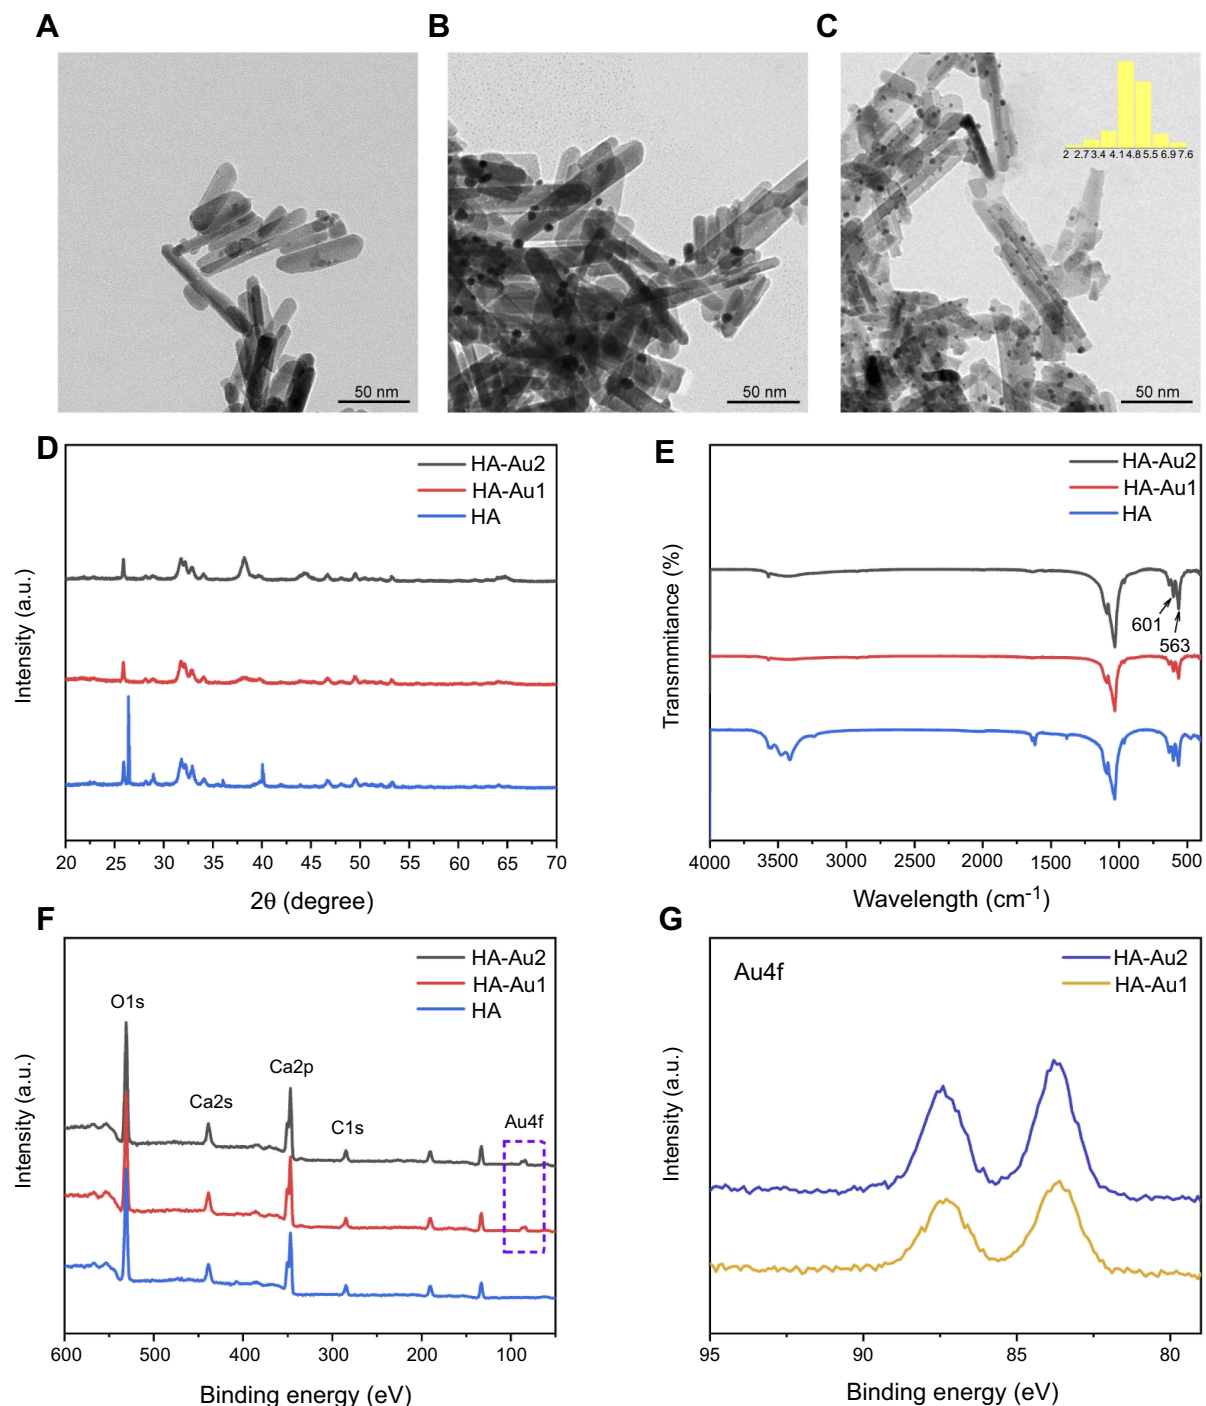 A
B
C
2 2.7 3.4 4.1 4.8 5.5 6.9 7.6
50 nm
50 nm
50 nm
D
HA-Au2
HA-Au1
HA
Intensity (a.u.)
20 25 30 35 40 45 50 55 60 65 70
2θ (degree)
E
HA-Au2
HA-Au1
HA
601
563
Transmmitance (%)
4000 3500 3000 2500 2000 1500 1000 500
Wavelength (cm-1)
F
HA-Au2
HA-Au1
HA
O1s
Ca2s
Ca2p
C1s
Au4f
Intensity (a.u.)
600 500 400 300 200 100
Binding energy (eV)
G
Au4f
HA-Au2
HA-Au1
Intensity (a.u.)
95 90 85 80
Binding energy (eV)